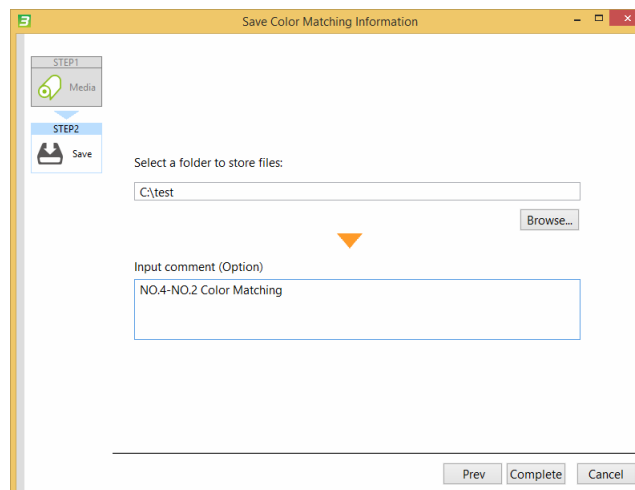 Save Color Matching Information
STEP1
Media
STEP2
Save
Select a folder to store files:
C:\test
Browse...
Input comment (Option)
NO.4-NO.2 Color Matching
Prev Complete Cancel